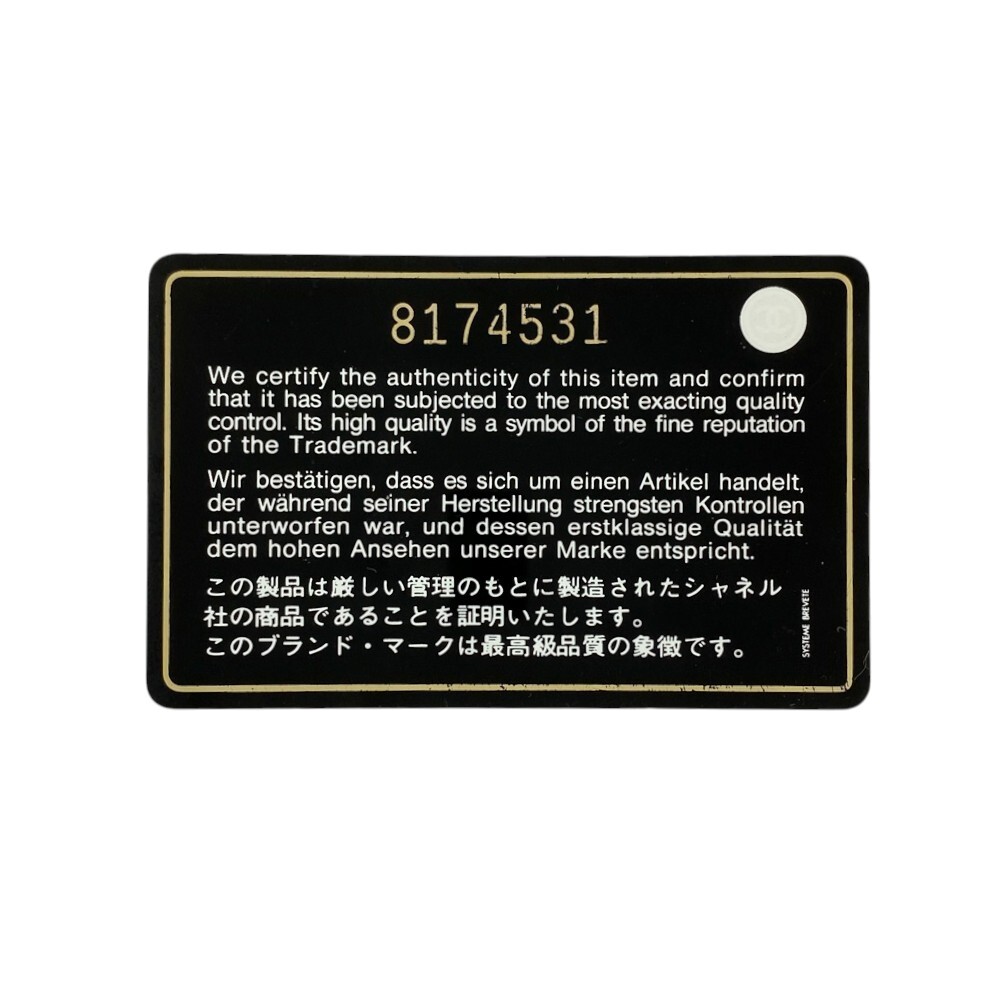 8174531
We certify the authenticity of this item and confirm
that it has been subjected to the most exacting quality
control. Its high quality is a symbol of the fine reputation
of the Trademark.
Wir bestätigen, dass es sich um einen Artikel handelt,
der während seiner Herstellung strengsten Kontrollen
unterworfen war, und dessen erstklassige Qualität
dem hohen Ansehen unserer Marke entspricht.
この製品は厳しい管理のもとに製造されたシャネル
社の商品であることを証明いたします。
このブランド・マークは最高級品質の象徴です。
SYSTEME BREVETE